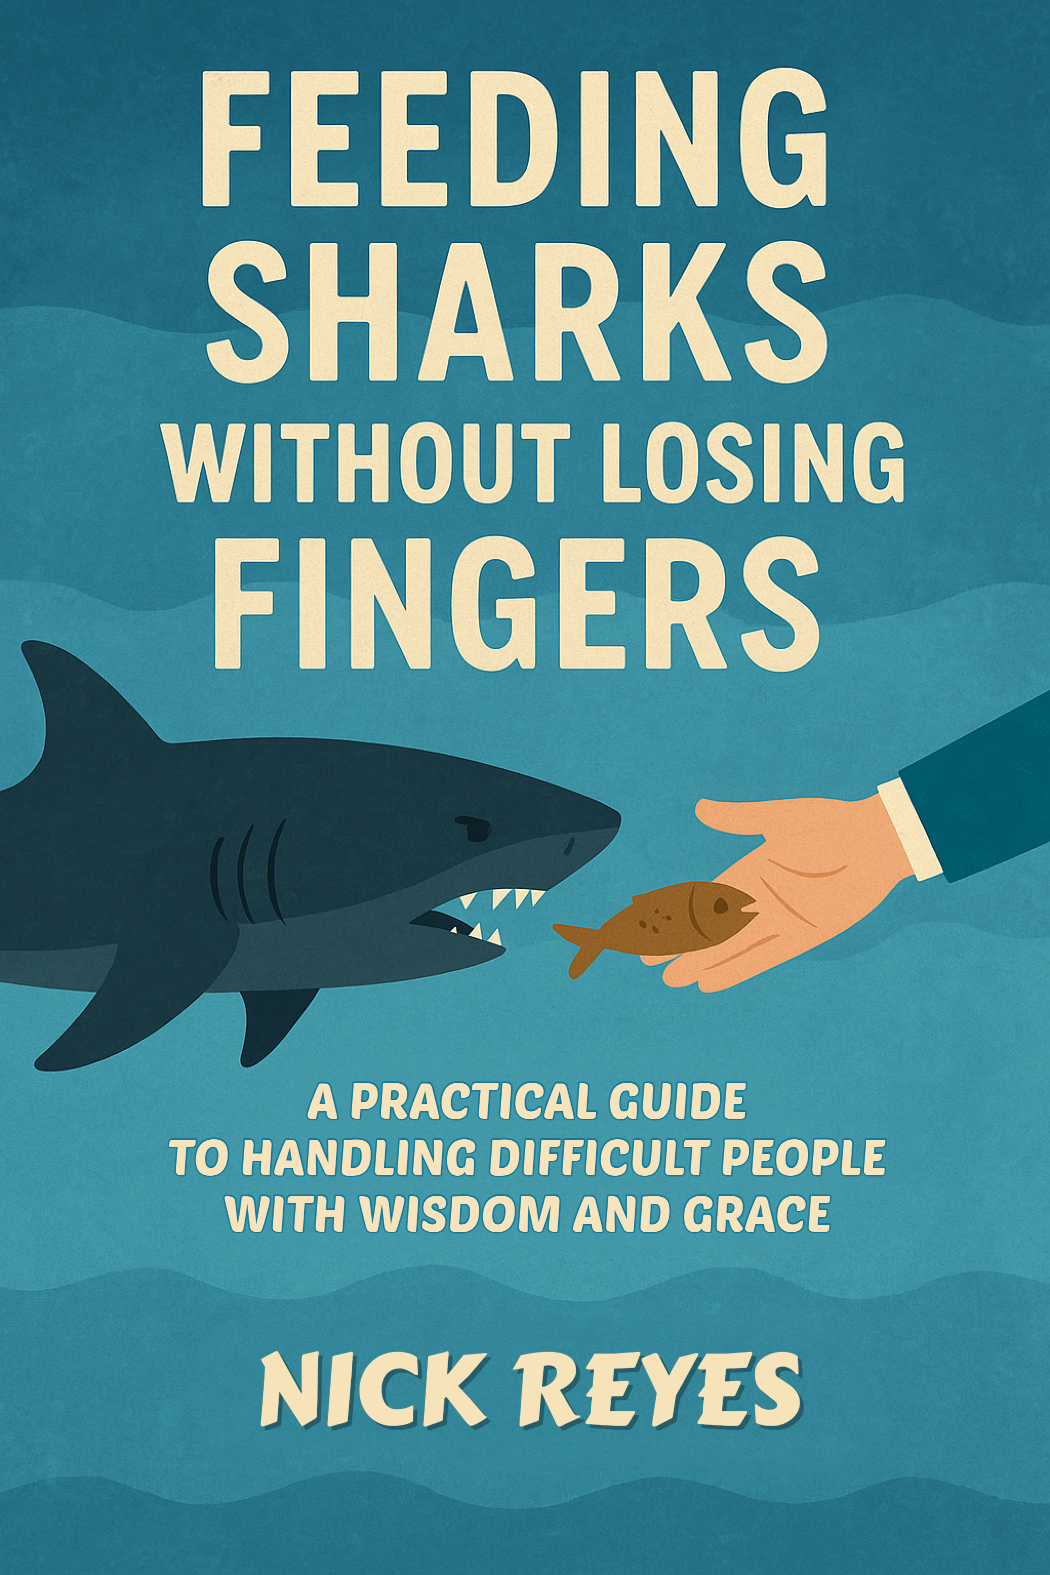 FEEDING
SHARKS
WITHOUT LOSING
FINGERS
A PRACTICAL GUIDE
TO HANDLING DIFFICULT PEOPLE
WITH WISDOM AND GRACE
NICK REYES